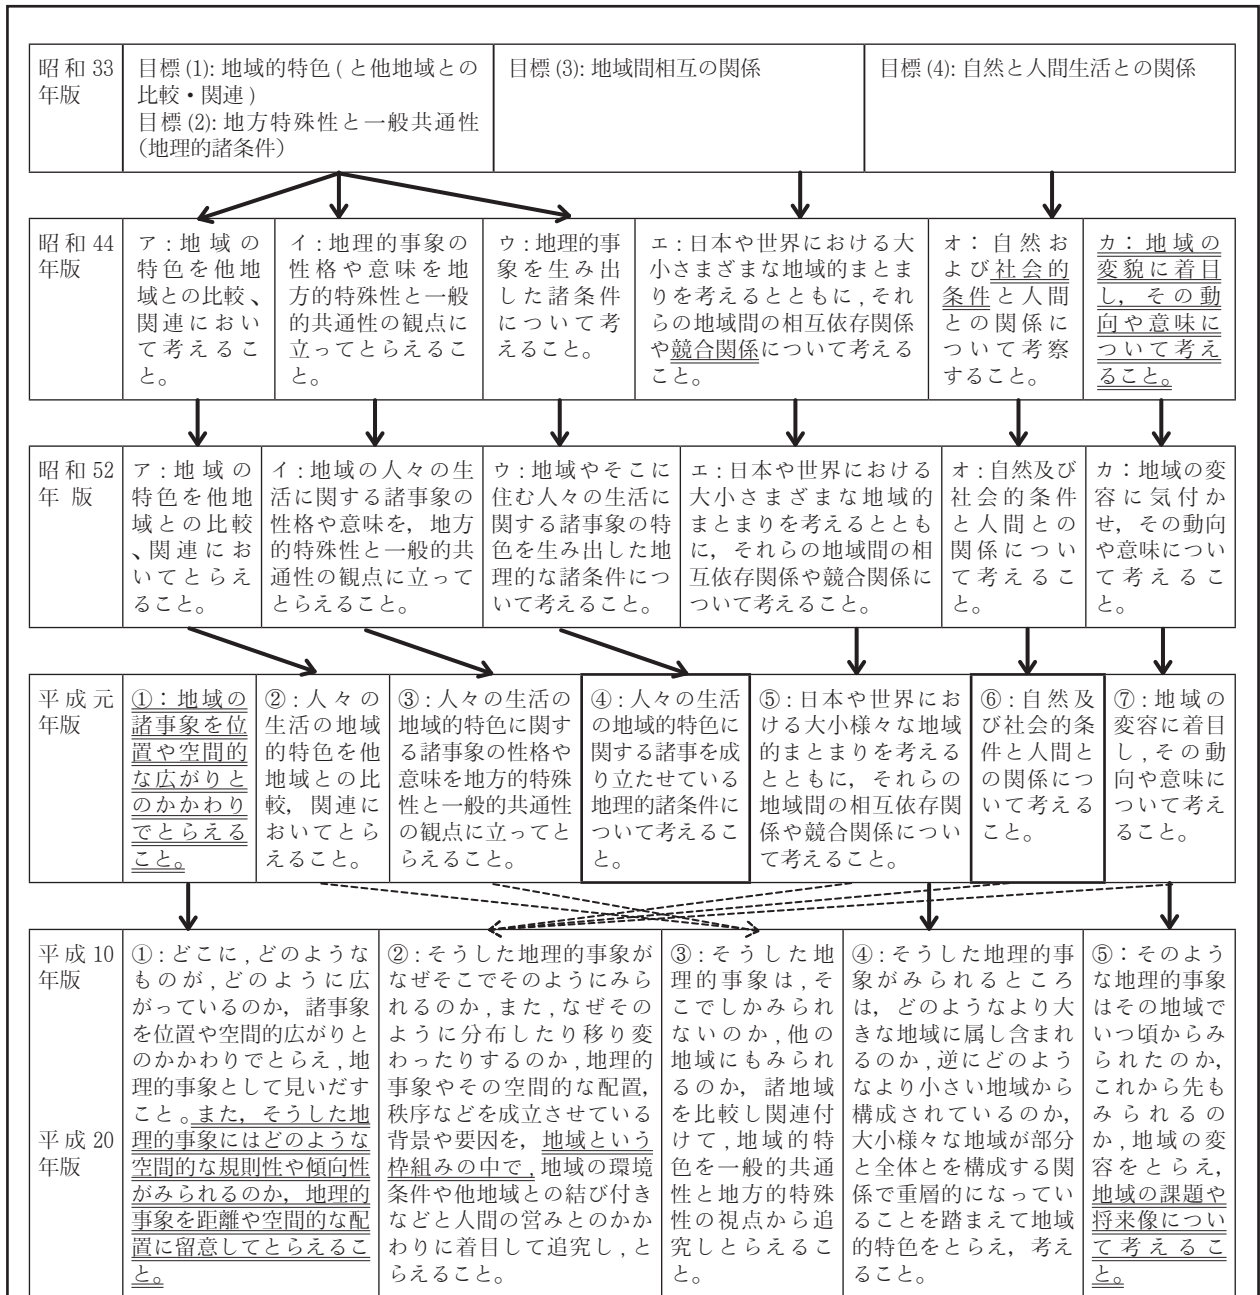 昭和33
年版
目標(1):地域的特色(と他地域との
比較・関連)
目標(2):地方特殊性と一般共通性
(地理的諸条件)
目標(3):地域間相互の関係
目標(4):自然と人間生活との関係
昭和44
年版
ア:地域の
特色を他地
域との比較、
関連におい
て考えるこ
と。
イ:地理的事象の
性格や意味を地
方的特殊性と一般
的共通性の観点に
立ってとらえるこ
と。
ウ:地理的事
象を生み出
した諸条件
について考
えること。
エ:日本や世界における大
小さまざまな地域的まとま
りを考えるとともに,それ
らの地域間の相互依存関係
や競合関係について考える
こと。
オ:自然お
よび社会的
条件と人間
との関係に
ついて考察
すること。
カ:地域の
変貌に着目
し,その動
向や意味に
ついて考え
ること。
昭和52
年版
ア:地域の
特色を他地
域との比較
、関連にお
いてとらえ
ること。
イ:地域の人々の生
活に関する諸事象の
性格や意味を,地方
的特殊性と一般的共
通性の観点に立って
とらえること。
ウ:地域やそこに
住む人々の生活に
関する諸事象の特
色を生み出した地
理的な諸条件につ
いて考えること。
エ:日本や世界における
大小さまざまな地域的
まとまりを考えるととも
に,それらの地域間の相
互依存関係や競合関係に
ついて考えること。
オ:自然及び
社会的条件
と人間との
関係につい
て考えるこ
と。
カ:地域の変
容に気付か
せ,その動向
や意味につい
て考えるこ
と。
平成元
年版
①:地域の
諸事象を位
置や空間的
な広がりと
のかかわり
でとらえる
こと。
②:人々の
生活の地域
的特色を他
地域との比
較,関連に
おいてとら
えること。
③:人々の生活の
地域的特色に関す
る諸事象の性格や
意味を地方的特殊
性と一般的共通性
の観点に立ってと
らえること。
④:人々の生活
の地域的特色に
関する諸事を成
り立たせている
地理的諸条件に
ついて考えるこ
と。
⑤:日本や世界にお
ける大小様々な地域
的まとまりを考える
とともに,それらの
地域間の相互依存関
係や競合関係につい
て考えること。
⑥:自然及
び社会的条
件と人間と
の関係につ
いて考える
こと。
⑦:地域の
変容に着目
し,その動
向や意味に
ついて考え
ること。
平成10
年版
平成20
年版
①:どこに,どのような
ものが,どのように広
がっているのか,諸事象
を位置や空間的広がりと
のかかわりでとらえ,地
理的事象として見いだす
こと。また,そうした地
理的事象にはどのような
空間的な規則性や傾向性
がみられるのか,地理的
事象を距離や空間的な配
置に留意してとらえるこ
と。
②:そうした地理的事象が
なぜそこでそのようにみら
れるのか,また,なぜその
ように分布したり移り変
わったりするのか,地理的
事象やその空間的な配置,
秩序などを成立させている
背景や要因を,地域という
枠組みの中で,地域の環境
条件や他地域との結び付き
などと人間の営みとのかか
わりに着目して追究し,と
らえること。
③:そうした地
理的事象は,そ
こでしかみられ
ないのか,他の
地域にもみられ
るのか,諸地域
を比較し関連付
けて,地域的特
色を一般的共通
性と地方的特殊
性の視点から追
究しとらえるこ
と。
④:そうした地理的事
象がみられるところ
は,どのようなより大
きな地域に属し含まれ
るのか,逆にどのよう
なより小さい地域から
構成されているのか,
大小様々な地域が部分
と全体とを構成する関
係で重層的になってい
ることを踏まえて地域
的特色をとらえ,考え
ること。
⑤:そのよう
な地理的事象
はその地域で
いつ頃からみ
られたのか,
これから先も
みられるの
か,地域の変
容をとらえ,
地域の課題や
将来像につい
て考えるこ
と。